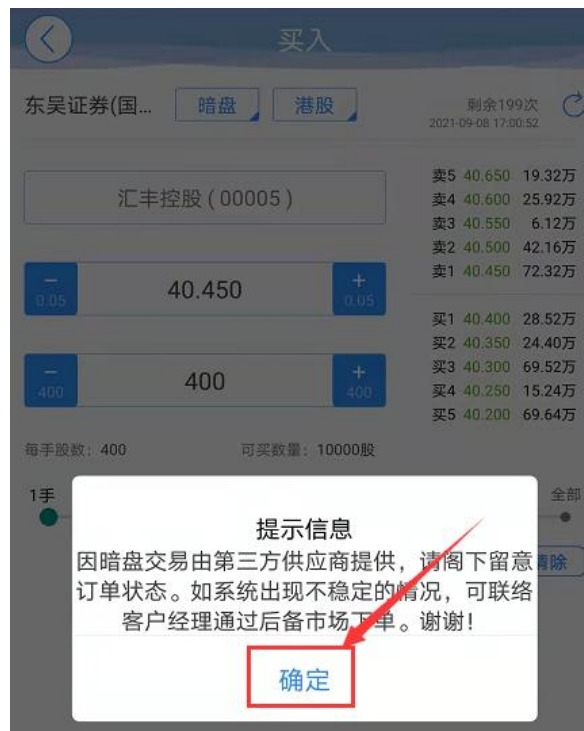 买入
东吴证券(国... 暗盘 港股
剩余199次
2021-09-08 17:00:52
汇丰控股 ( 00005 )
卖5 40.650 19.32万
卖4 40.600 25.92万
卖3 40.550 6.12万
卖2 40.500 42.16万
卖1 40.450 72.32万
− 0.05 40.450 + 0.05
买1 40.400 28.52万
买2 40.350 24.40万
买3 40.300 69.52万
买4 40.250 15.24万
买5 40.200 69.64万
− 400 400 + 400
每手股数: 400 可买数量: 10000股
1手 全部
清除
提示信息
因暗盘交易由第三方供应商提供，请阁下留意
订单状态。如系统出现不稳定的情况，可联络
客户经理通过后备市场下单。谢谢！
确定